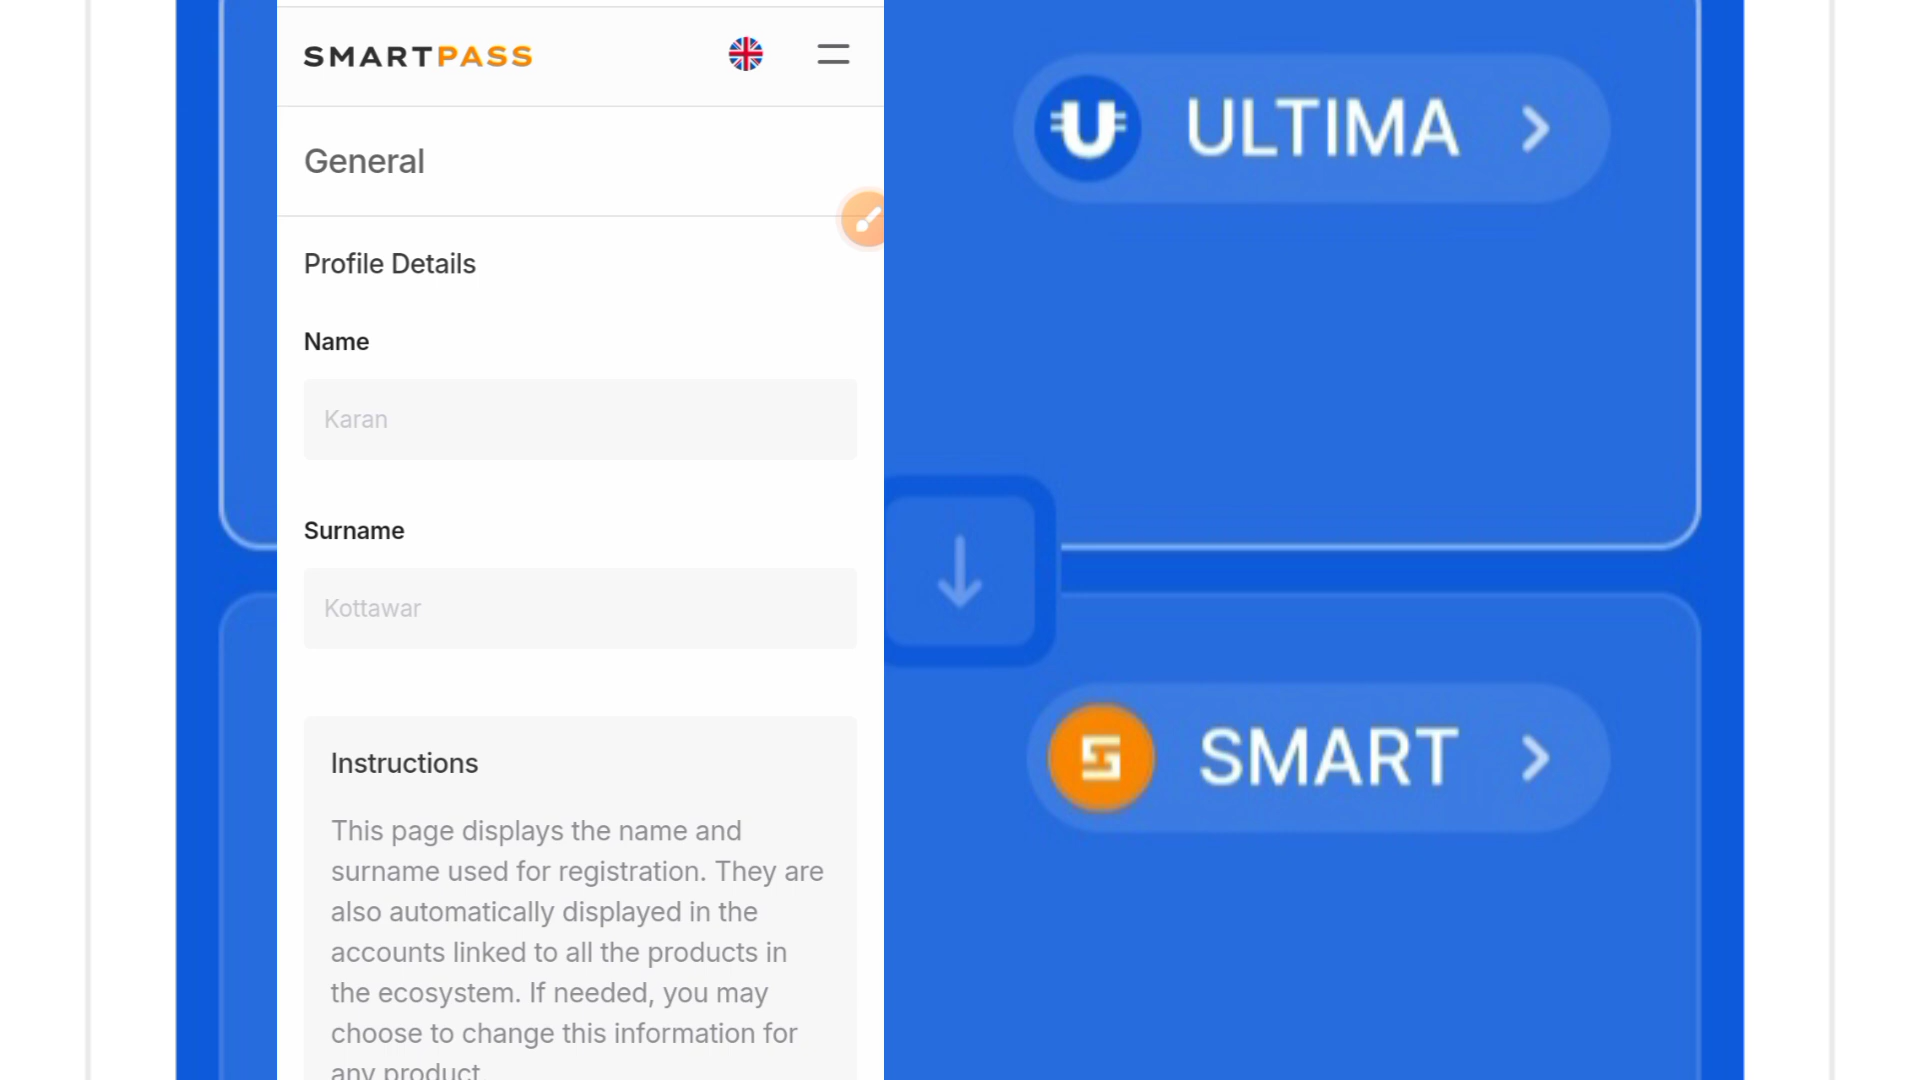 SMARTPASS
General
Profile Details
Name
Karan
Surname
Kottawar
Instructions
This page displays the name and
surname used for registration. They are
also automatically displayed in the
accounts linked to all the products in
the ecosystem. If needed, you may
choose to change this information for
any product
ULTIMA
SMART